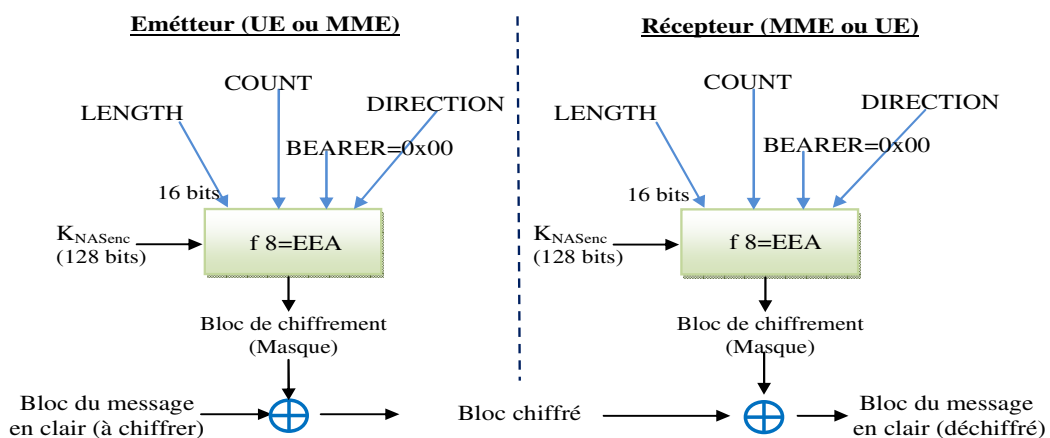 Emétteur (UE ou MME)
COUNT
LENGTH
DIRECTION
BEARER=0x00
16 bits
K_NASenc
(128 bits)
f 8=EEA
Bloc de chiffrement
(Masque)
Bloc du message
en clair (à chiffrer)
Bloc chiffré
Récepteur (MME ou UE)
COUNT
LENGTH
DIRECTION
BEARER=0x00
16 bits
K_NASenc
(128 bits)
f 8=EEA
Bloc de chiffrement
(Masque)
Bloc du message
en clair (déchiffré)